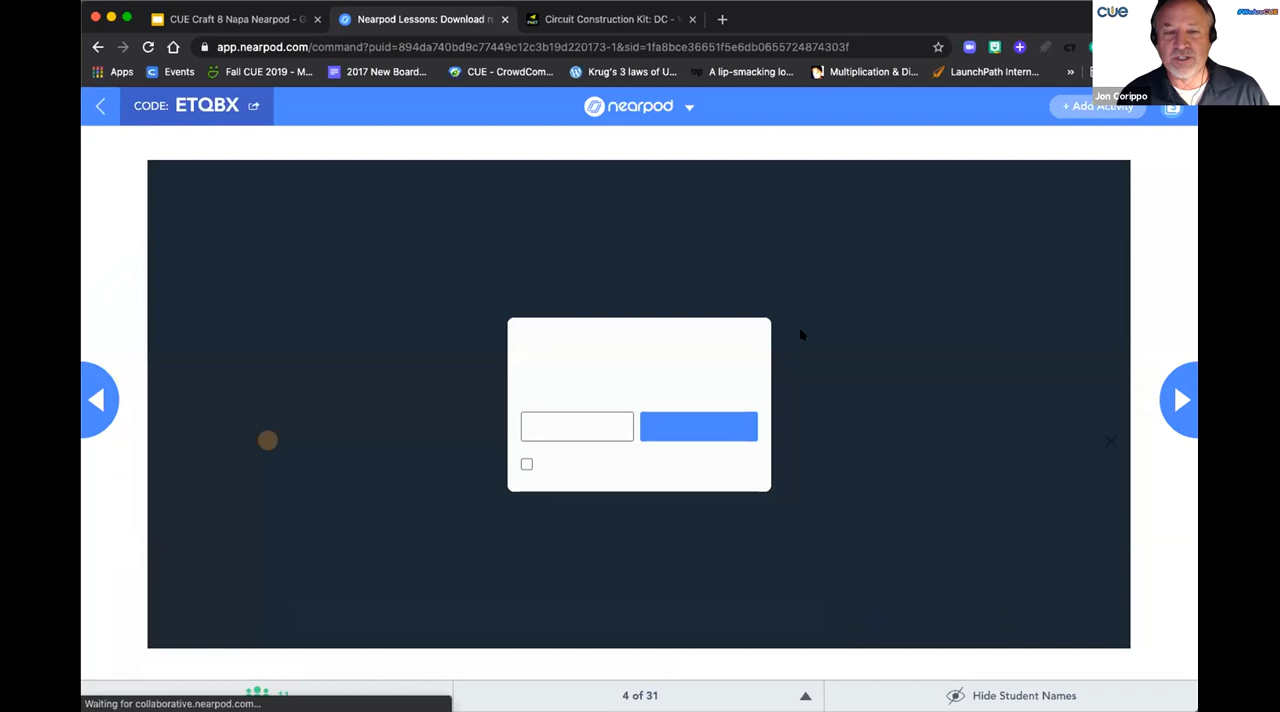 CUE Craft 8 Napa Nearpod - G
Nearpod Lessons: Download r
Circuit Construction Kit: DC - V
app.nearpod.com/command?puid=894da740bd9c77449c12c3b19d220173-1&sid=1fa8bce36651f5e6db0655724874303f
Apps
Events
Fall CUE 2019 - M...
2017 New Board...
CUE - CrowdCom...
Krug's 3 laws of U...
A lip-smacking lo...
Multiplication & Di...
LaunchPath Intern...
»
cue
#WeAreCUE
Jon Corippo
CODE: ETQBX
nearpod
+ Add Activity
11
4 of 31
Hide Student Names
Waiting for collaborative.nearpod.com...